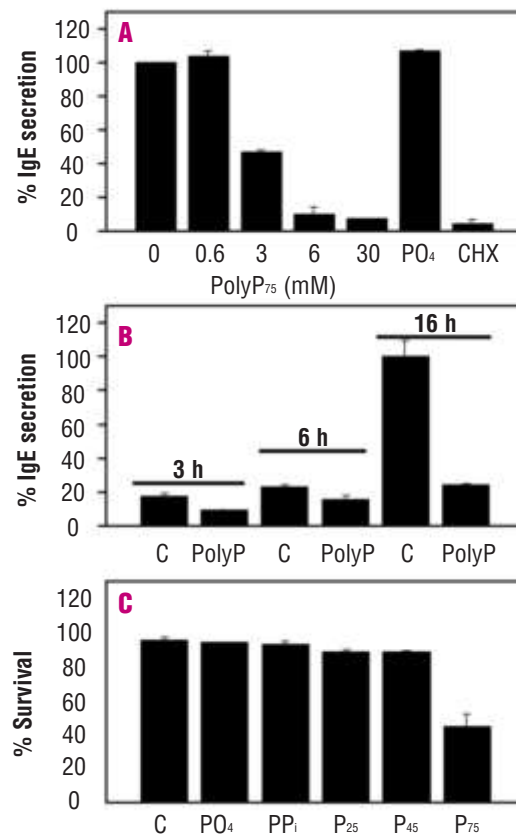 A
% IgE secretion
120
100
80
60
40
20
0
0 0.6 3 6 30 PO₄ CHX
PolyP₇₅ (mM)
B
% IgE secretion
120
100
80
60
40
20
0
3 h
6 h
16 h
C PolyP C PolyP C PolyP
C
% Survival
120
100
80
60
40
20
0
C PO₄ PPᵢ P₂₅ P₄₅ P₇₅